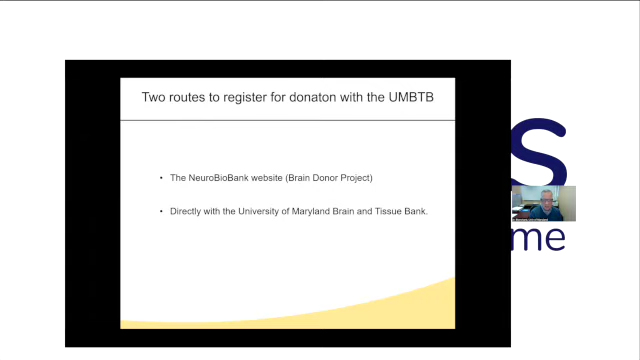 Two routes to register for donaton with the UMBTB
• The NeuroBioBank website (Brain Donor Project)
• Directly with the University of Maryland Brain and Tissue Bank.
s
me